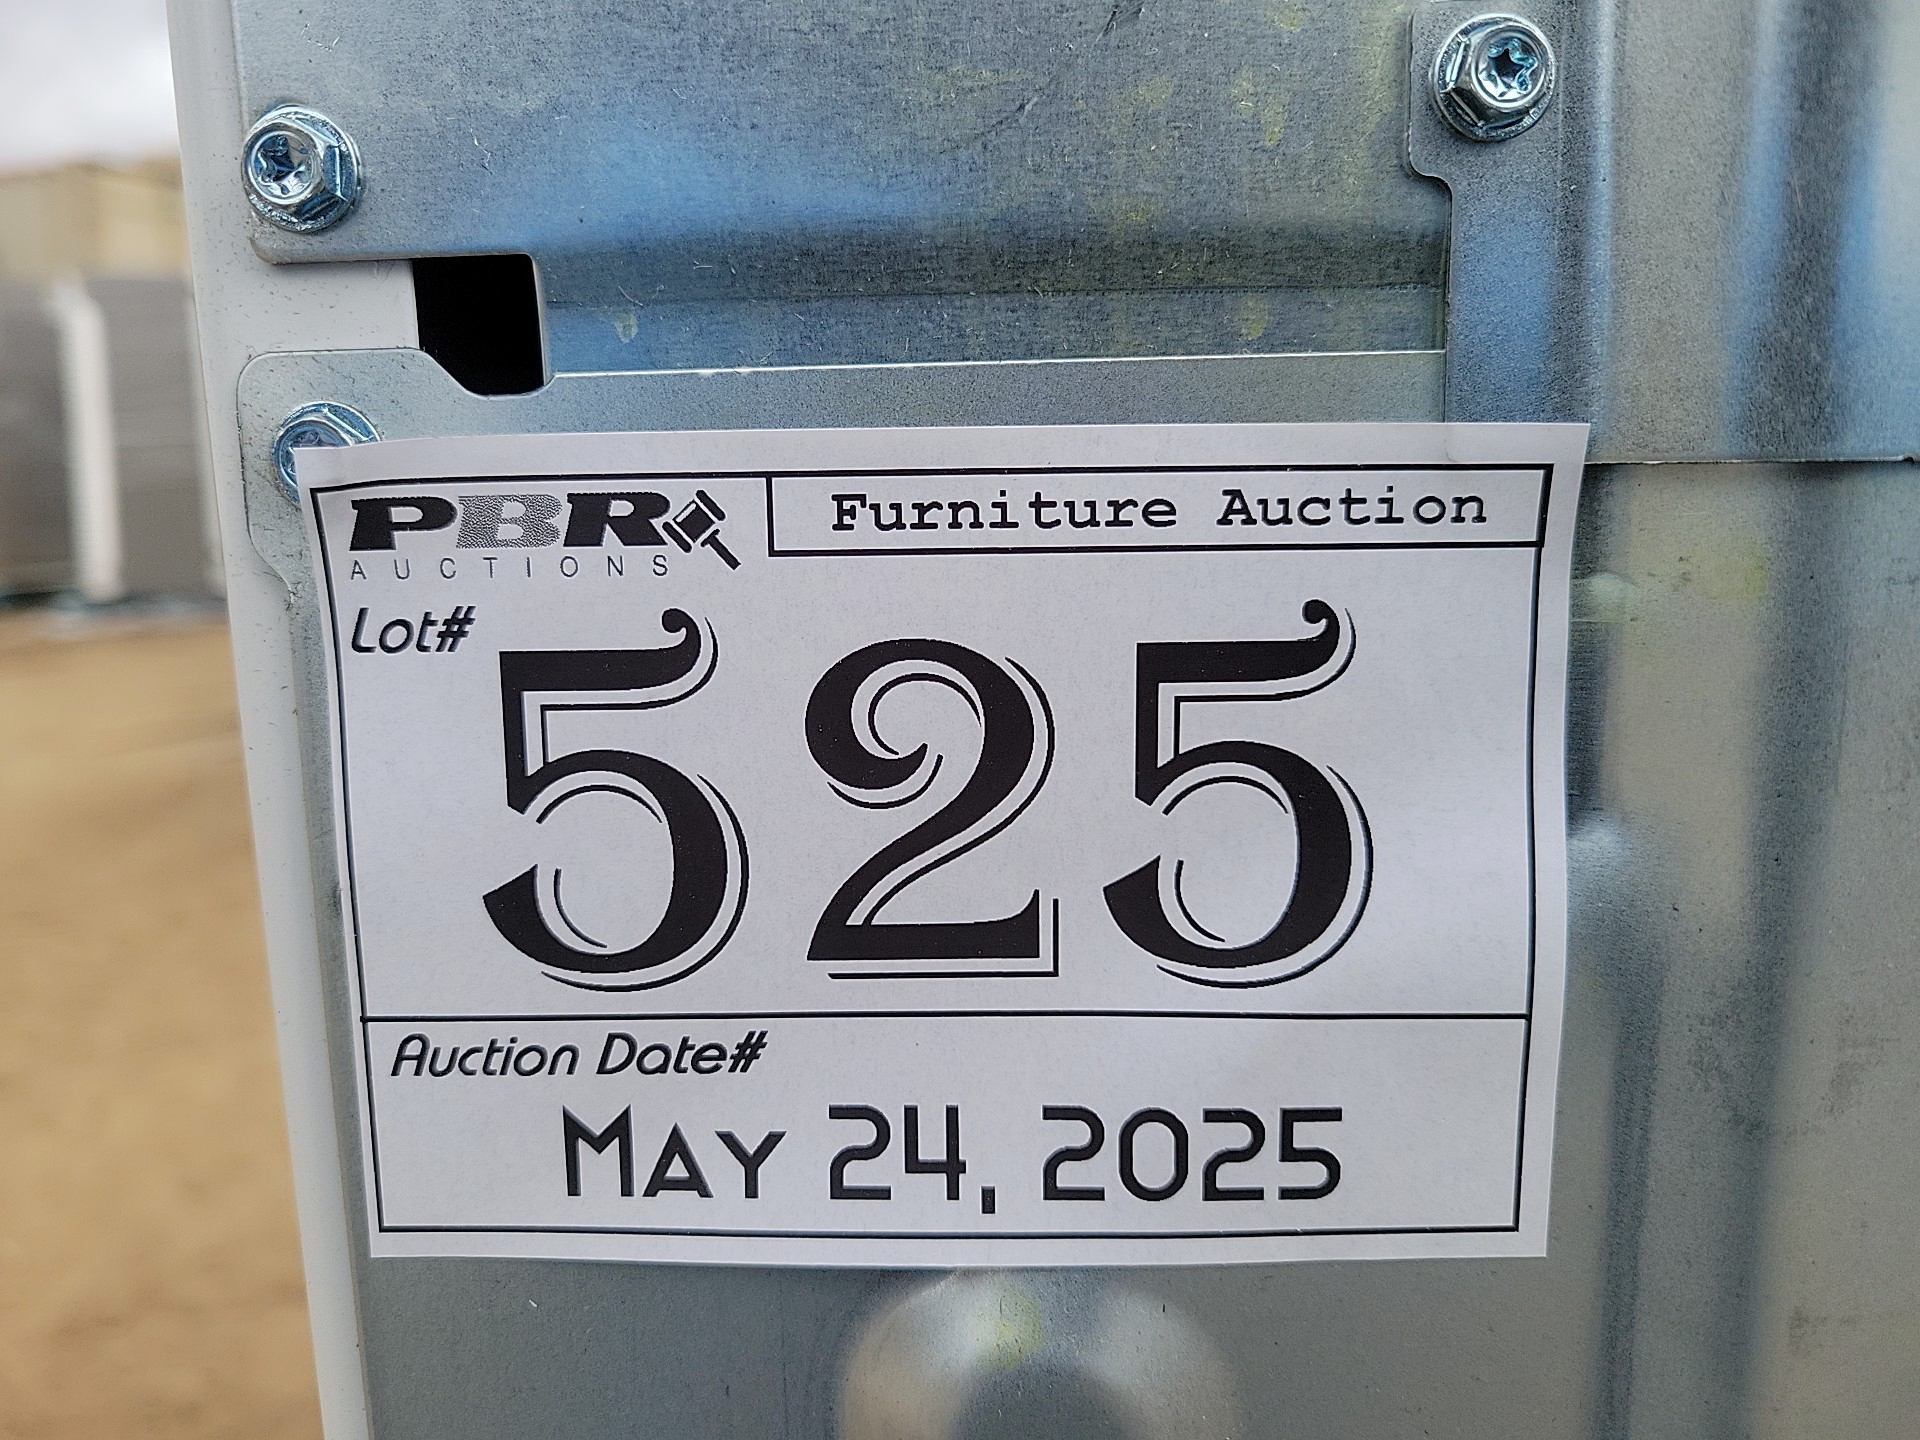 PBR
AUCTIONS
Furniture Auction
Lot#
525
Auction Date#
May 24, 2025